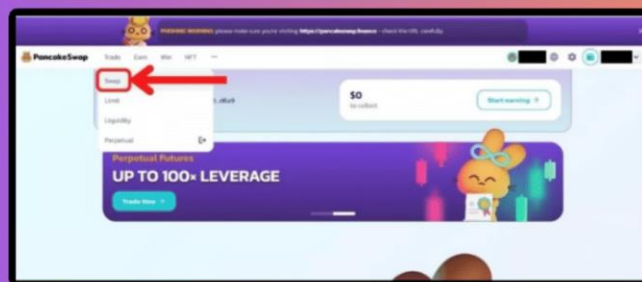 PHISHING WARNING: please make sure you're visiting https://pancakeswap.finance - check the URL carefully.
PancakeSwap Trade Earn Win NFT ...
Swap
Limit
$0
to collect
Start earning
Liquidity
Perpetual
Perpetual Futures
UP TO 100× LEVERAGE
Trade Now